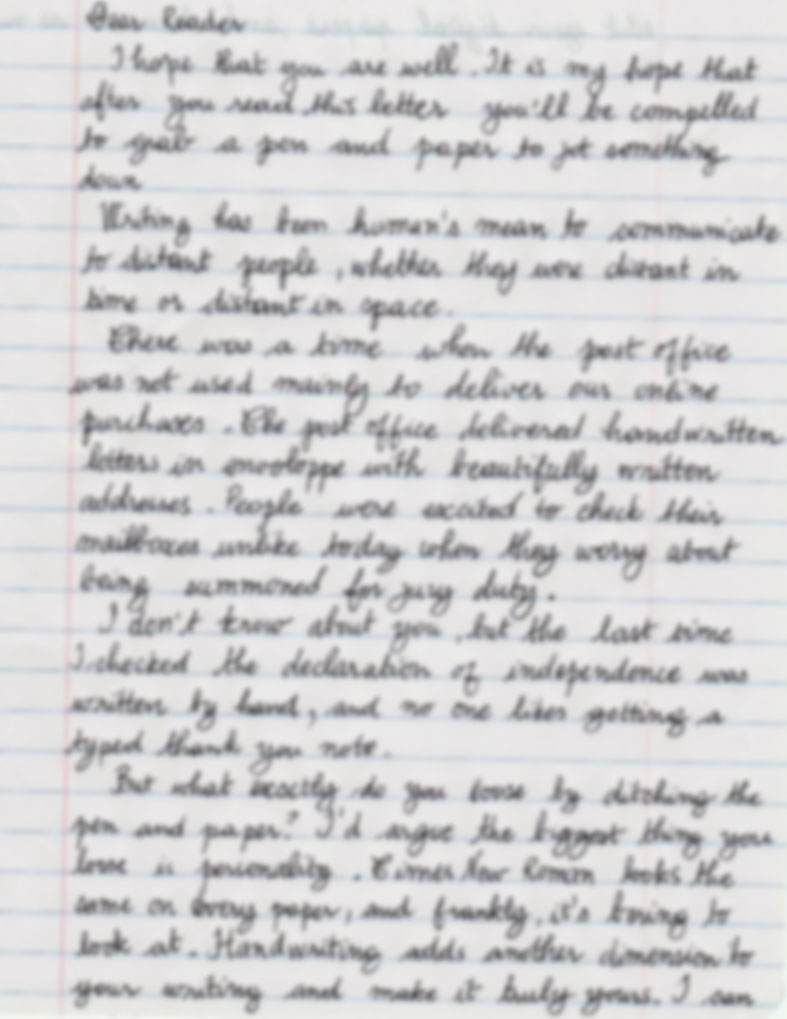 Dear Reader
I hope that you are well. It is my hope that
after you read this letter you'll be compelled
to grab a pen and paper to jot something
down
Writing has been human's mean to communicate
to distant people, whether they were distant in
time or distant in space.
There was a time when the post office
was not used mainly to deliver our online
purchases. The post office delivered handwritten
letters in enveloppe with beautifully written
addresses. People were excited to check their
mailboxes unlike today when they worry about
being summoned for jury duty.
I don't know about you, but the last time
I checked the declaration of independence was
written by hand, and no one likes getting a
typed thank you note.
But what exactly do you loose by ditching the
pen and paper? I'd argue the biggest thing you
loose is personality. Times New Roman looks the
same on every paper, and frankly, it's boring to
look at. Handwriting adds another dimension to
your writing and make it truly yours. I can